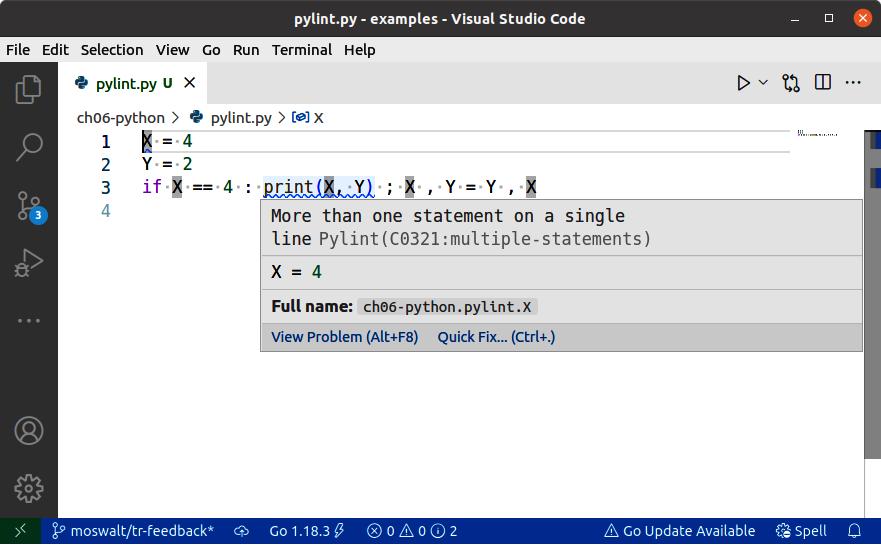 pylint.py - examples - Visual Studio Code
File Edit Selection View Go Run Terminal Help
pylint.py U
ch06-python > pylint.py > X
1 X = 4
2 Y = 2
3 if X == 4 : print(X, Y) ; X , Y = Y , X
4
More than one statement on a single
line Pylint(C0321:multiple-statements)
X = 4
Full name: ch06-python.pylint.X
View Problem (Alt+F8) Quick Fix... (Ctrl+.)
3
moswalt/tr-feedback* Go 1.18.3 0 0 2 Go Update Available Spell